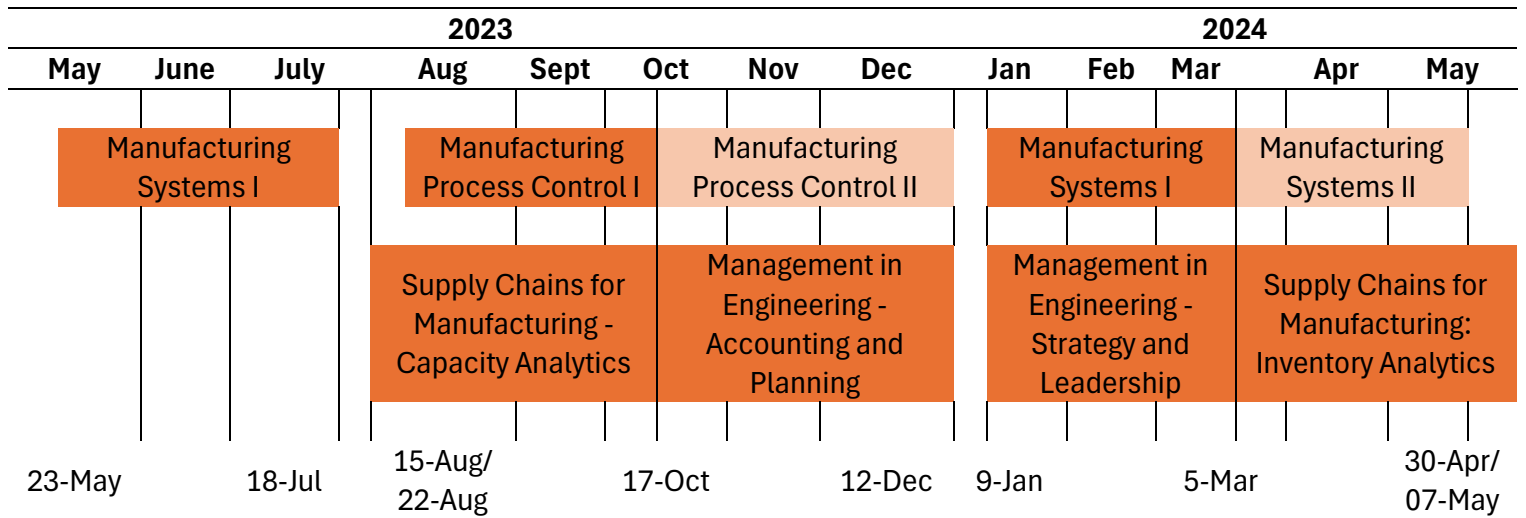 2023 2024
May June July Aug Sept Oct Nov Dec Jan Feb Mar Apr May
Manufacturing
Systems I
Manufacturing
Process Control I
Manufacturing
Process Control II
Manufacturing
Systems I
Manufacturing
Systems II
Supply Chains for
Manufacturing -
Capacity Analytics
Management in
Engineering -
Accounting and
Planning
Management in
Engineering -
Strategy and
Leadership
Supply Chains for
Manufacturing:
Inventory Analytics
23-May
18-Jul
15-Aug/
22-Aug
17-Oct
12-Dec
9-Jan
5-Mar
30-Apr/
07-May